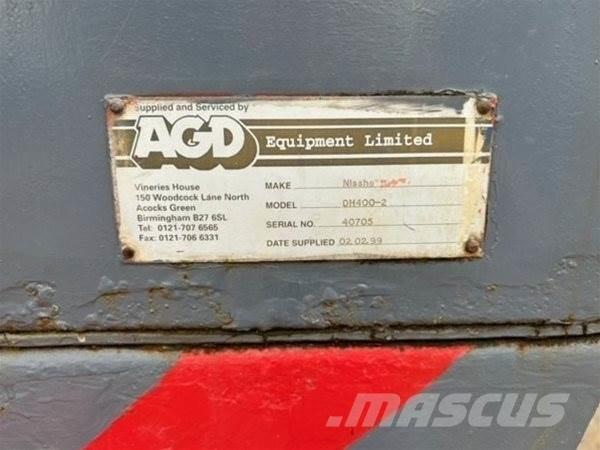 Supplied and Serviced by
AGD Equipment Limited
Vineries House
150 Woodcock Lane North
Acocks Green
Birmingham B27 6SL
Tel: 0121-707 6565
Fax: 0121-706 6331
MAKE Nissho
MODEL DH400-2
SERIAL NO. 40705
DATE SUPPLIED 02.02.99
MASCUS